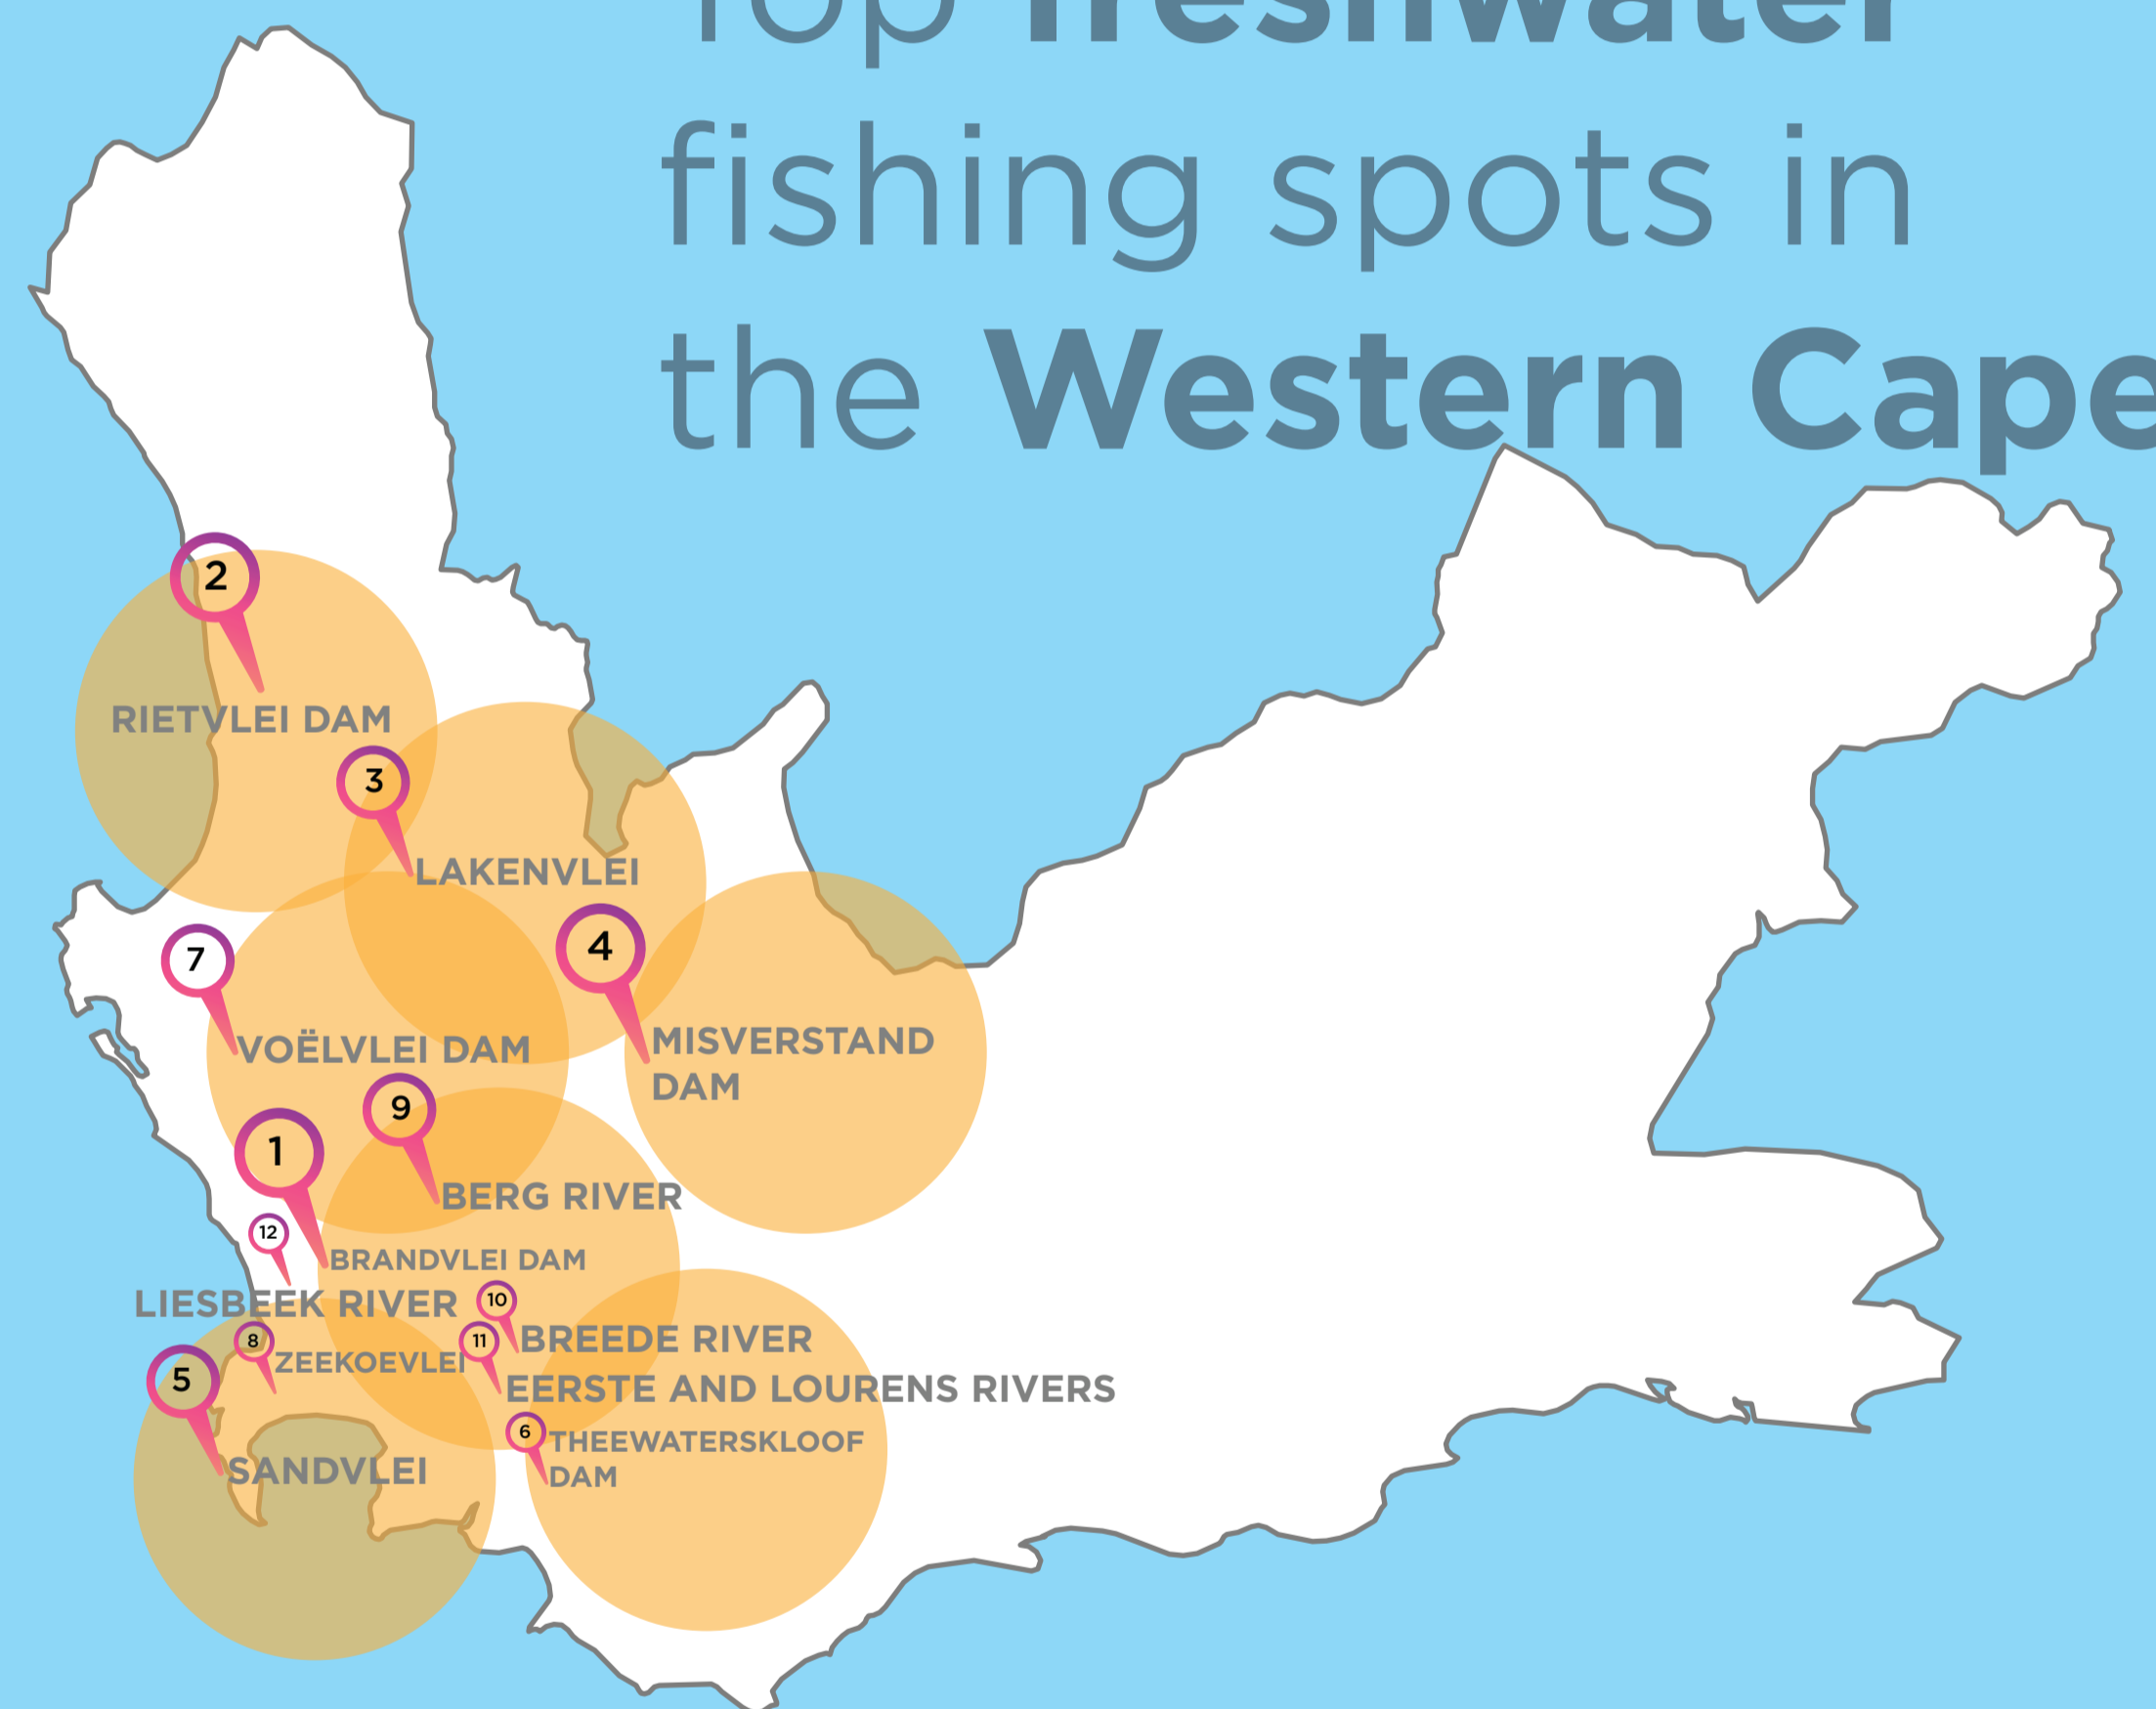 Top freshwater
fishing spots in
the Western Cape
2
RIETVLEI DAM
3
LAKENVLEI
4
7
MISVERSTAND
DAM
VOËLVLEI DAM
9
1
BERG RIVER
12
BRANDVLEI DAM
LIESBEEK RIVER
10
8
11
BREEDE RIVER
ZEEKOEVLEI
5
EERSTE AND LOURENS RIVERS
6
THEEWATERSKLOOF
DAM
SANDVLEI